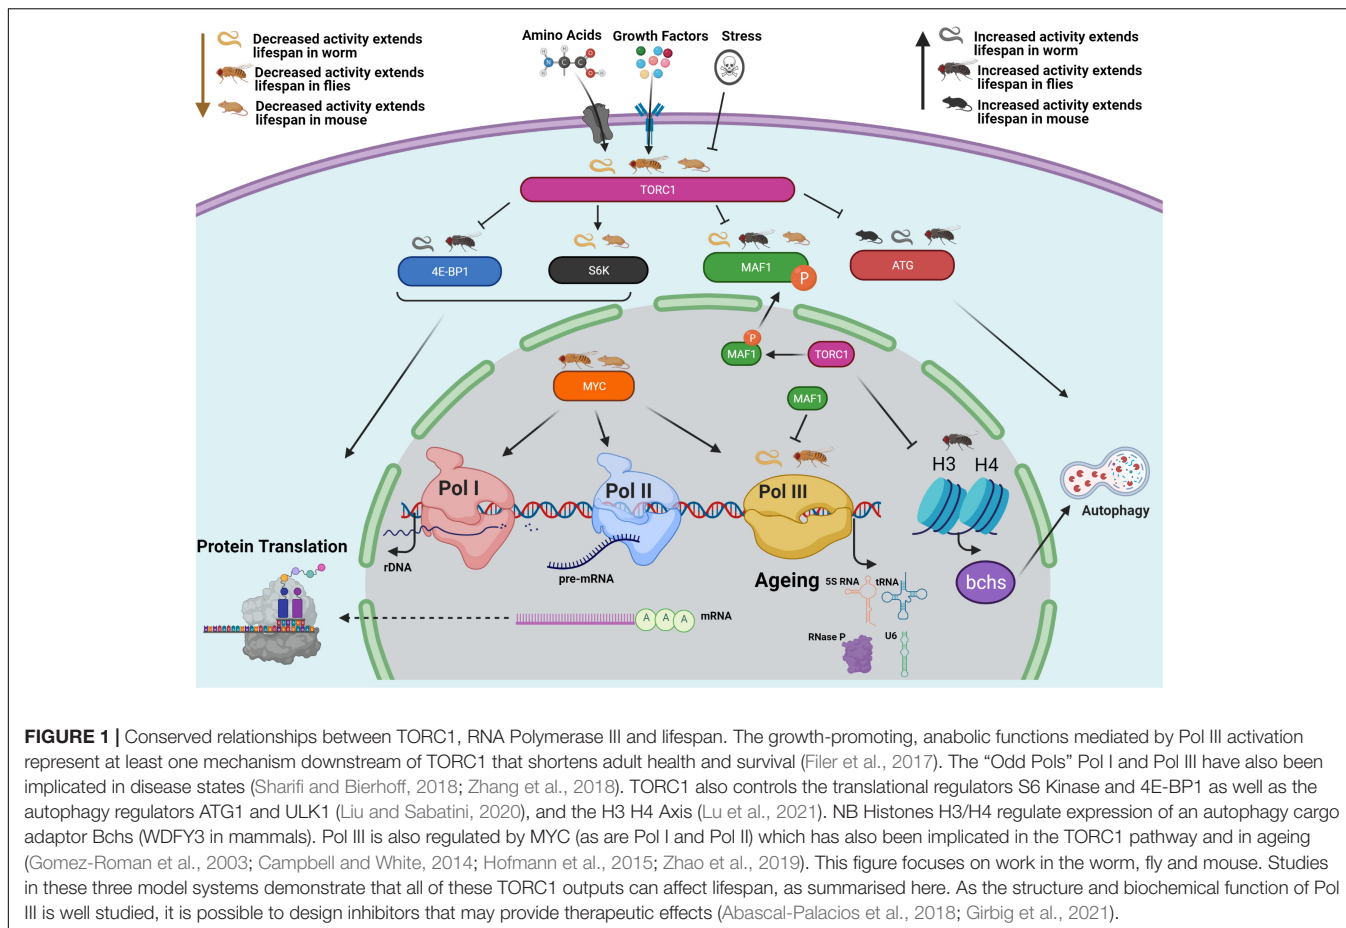 Decreased activity extends
lifespan in worm
Decreased activity extends
lifespan in flies
Decreased activity extends
lifespan in mouse
Amino Acids
Growth Factors
Stress
Increased activity extends
lifespan in worm
Increased activity extends
lifespan in flies
Increased activity extends
lifespan in mouse
H
H
H
N
C
C
O
O
H
H
TORC1
4E-BP1
S6K
MAF1
P
ATG
P
MAF1
TORC1
MYC
MAF1
H3
H4
Pol I
Pol II
Pol III
Autophagy
Protein Translation
rDNA
pre-mRNA
Ageing
5S RNA
tRNA
bchs
A A A
mRNA
RNase P
U6
FIGURE 1 | Conserved relationships between TORC1, RNA Polymerase III and lifespan. The growth-promoting, anabolic functions mediated by Pol III activation
represent at least one mechanism downstream of TORC1 that shortens adult health and survival (Filer et al., 2017). The “Odd Pols” Pol I and Pol III have also been
implicated in disease states (Sharifi and Bierhoff, 2018; Zhang et al., 2018). TORC1 also controls the translational regulators S6 Kinase and 4E-BP1 as well as the
autophagy regulators ATG1 and ULK1 (Liu and Sabatini, 2020), and the H3 H4 Axis (Lu et al., 2021). NB Histones H3/H4 regulate expression of an autophagy cargo
adaptor Bchs (WDFY3 in mammals). Pol III is also regulated by MYC (as are Pol I and Pol II) which has also been implicated in the TORC1 pathway and in ageing
(Gomez-Roman et al., 2003; Campbell and White, 2014; Hofmann et al., 2015; Zhao et al., 2019). This figure focuses on work in the worm, fly and mouse. Studies
in these three model systems demonstrate that all of these TORC1 outputs can affect lifespan, as summarised here. As the structure and biochemical function of Pol
III is well studied, it is possible to design inhibitors that may provide therapeutic effects (Abascal-Palacios et al., 2018; Girbig et al., 2021).